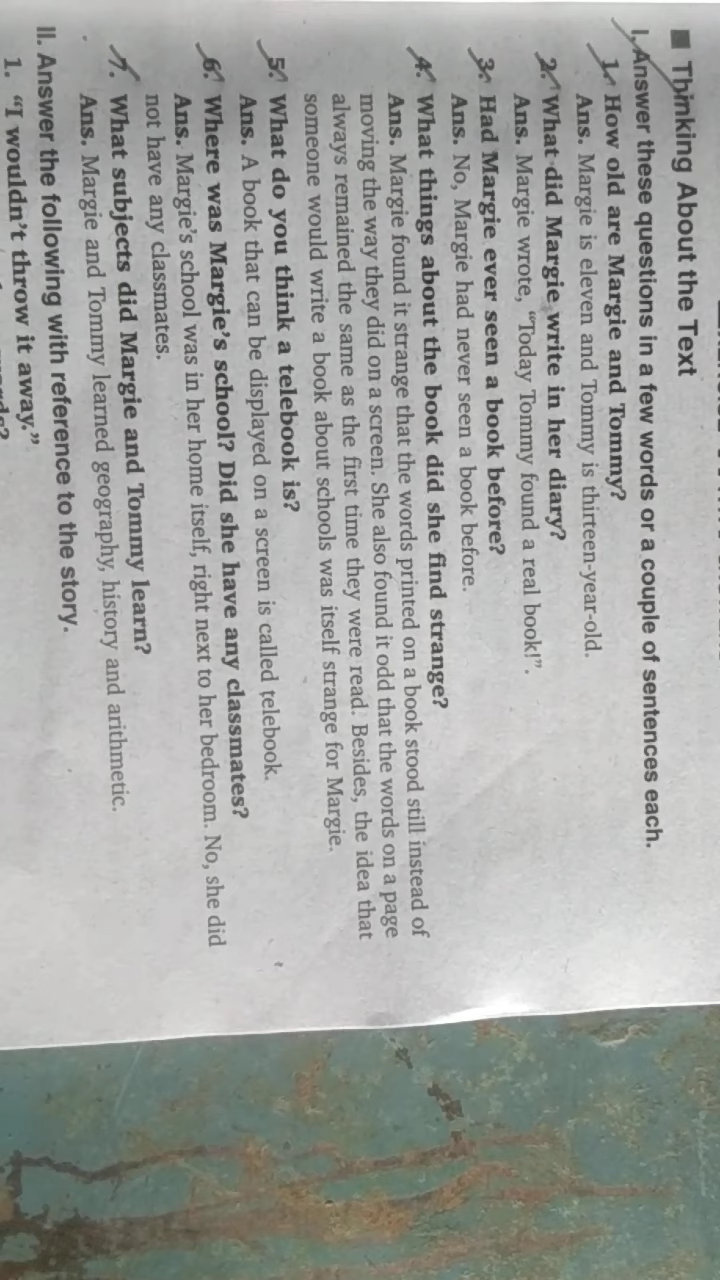 ■ Thinking About the Text
I. Answer these questions in a few words or a couple of sentences each.
1. How old are Margie and Tommy?
Ans. Margie is eleven and Tommy is thirteen-year-old.
2. What did Margie write in her diary?
Ans. Margie wrote, “Today Tommy found a real book!”.
3. Had Margie ever seen a book before?
Ans. No, Margie had never seen a book before.
4. What things about the book did she find strange?
Ans. Margie found it strange that the words printed on a book stood still instead of
moving the way they did on a screen. She also found it odd that the words on a page
always remained the same as the first time they were read. Besides, the idea that
someone would write a book about schools was itself strange for Margie.
5. What do you think a telebook is?
Ans. A book that can be displayed on a screen is called telebook.
6. Where was Margie’s school? Did she have any classmates?
Ans. Margie’s school was in her home itself, right next to her bedroom. No, she did
not have any classmates.
7. What subjects did Margie and Tommy learn?
Ans. Margie and Tommy learned geography, history and arithmetic.
II. Answer the following with reference to the story.
1. “I wouldn’t throw it away.”